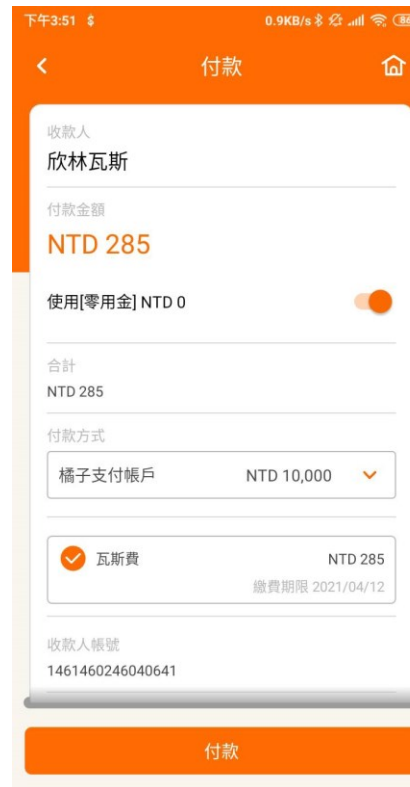 下午3:51 $ 0.9KB/s 86
付款
收款人
欣林瓦斯
付款金額
NTD 285
使用[零用金] NTD 0
合計
NTD 285
付款方式
橘子支付帳戶 NTD 10,000
瓦斯費 NTD 285
繳費期限 2021/04/12
收款人帳號
1461460246040641
付款